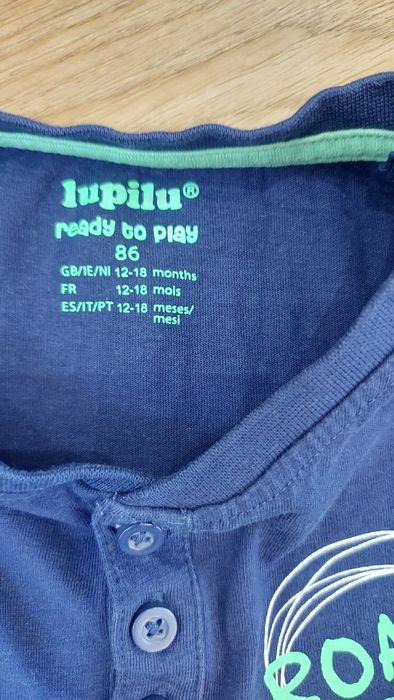 lupilu®
ready to play
86
GB/IE/NI 12-18 months
FR 12-18 mois
ES/IT/PT 12-18 meses/
mesi
ROA